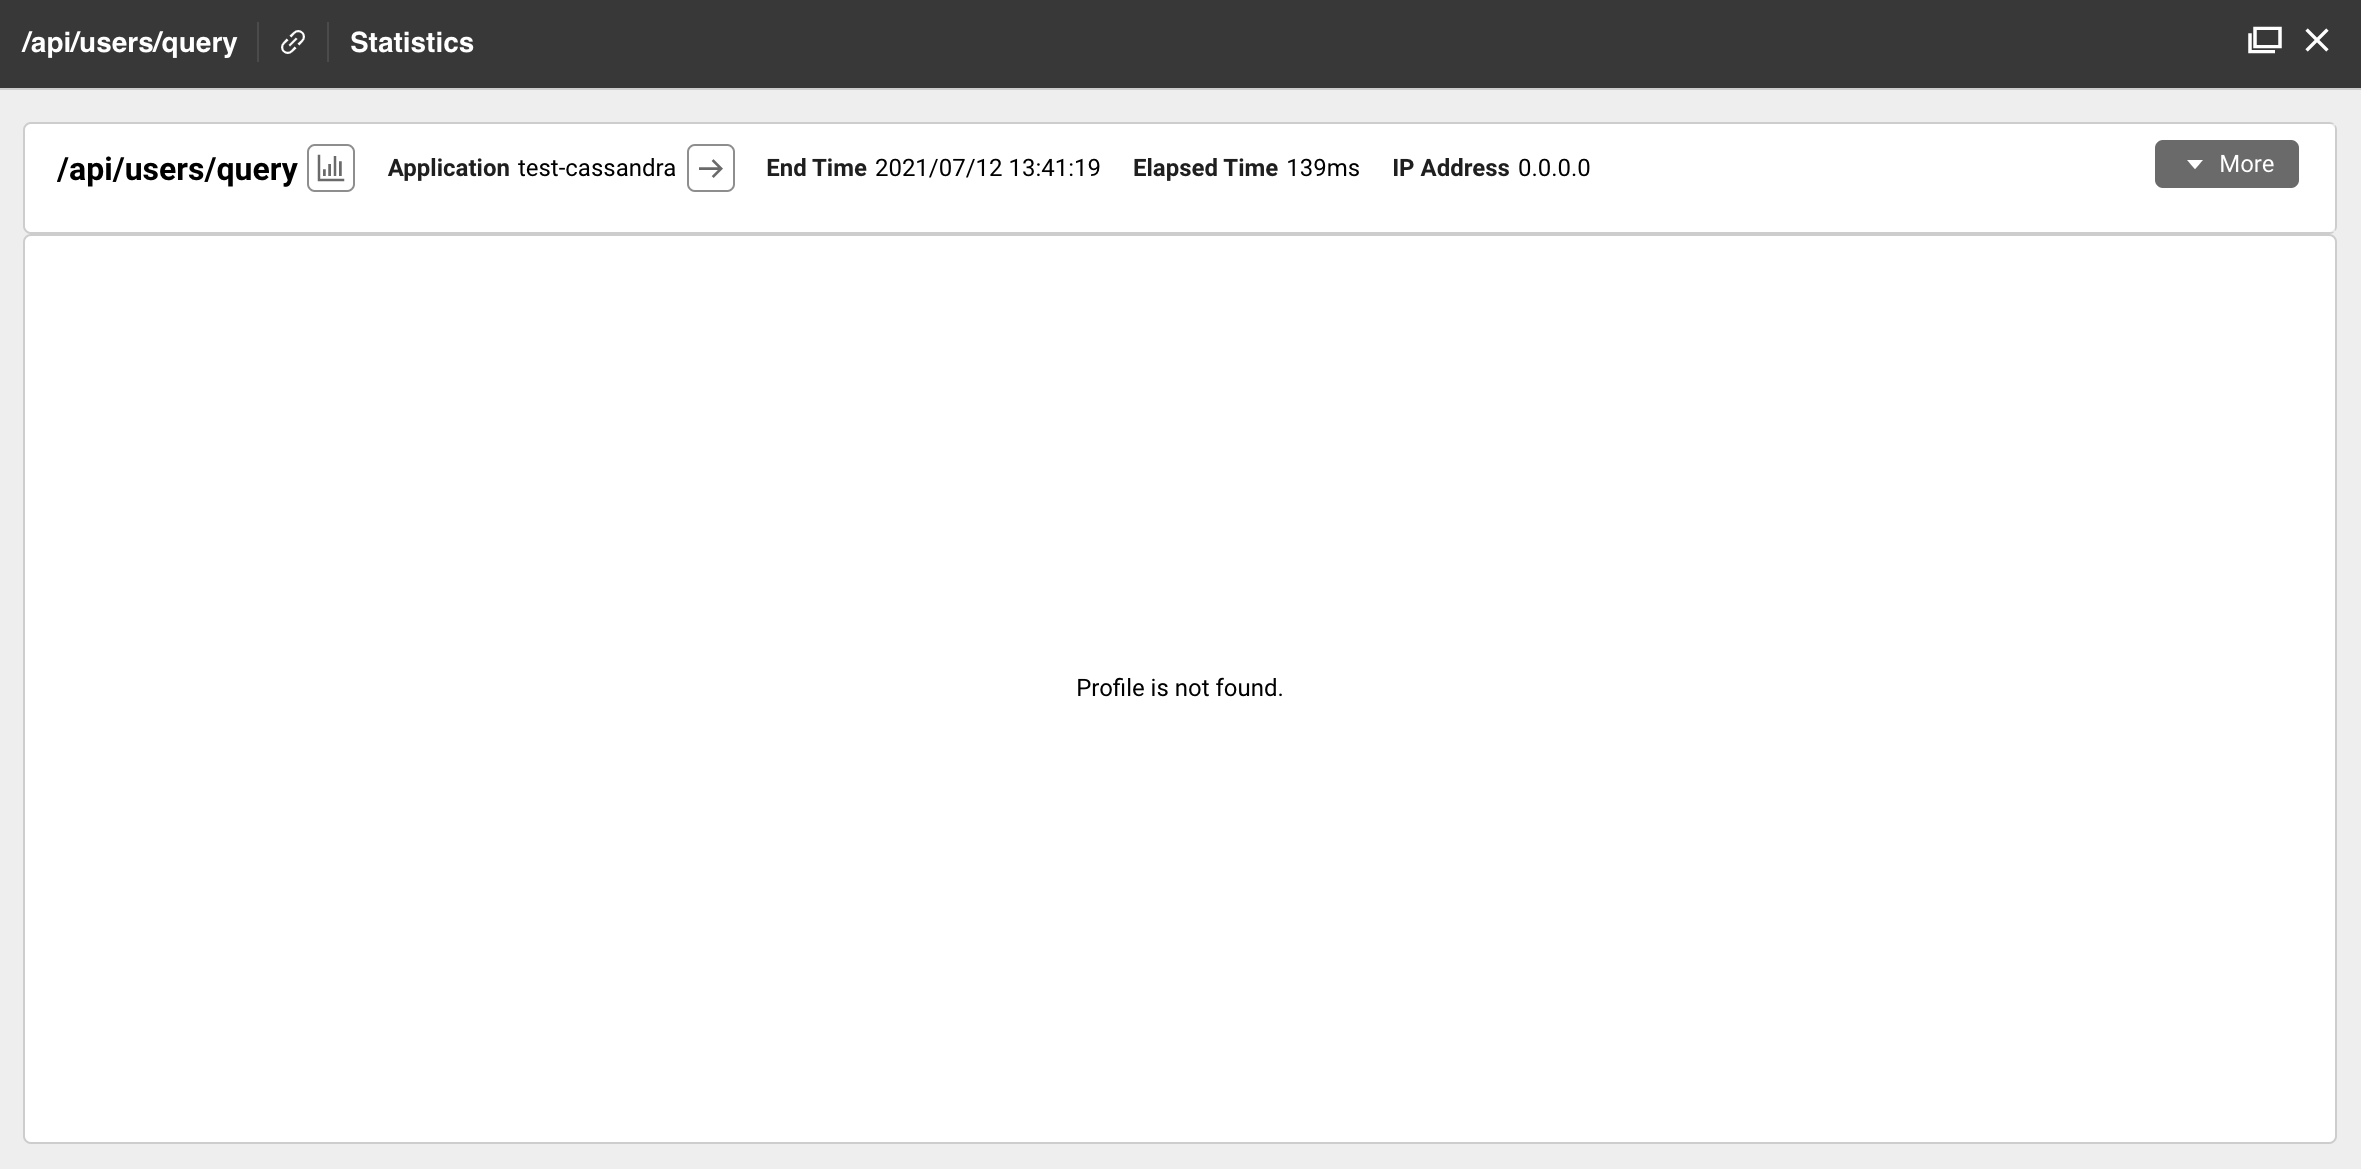 /api/users/query Statistics
/api/users/query Application test-cassandra End Time 2021/07/12 13:41:19 Elapsed Time 139ms IP Address 0.0.0.0 More
Profile is not found.